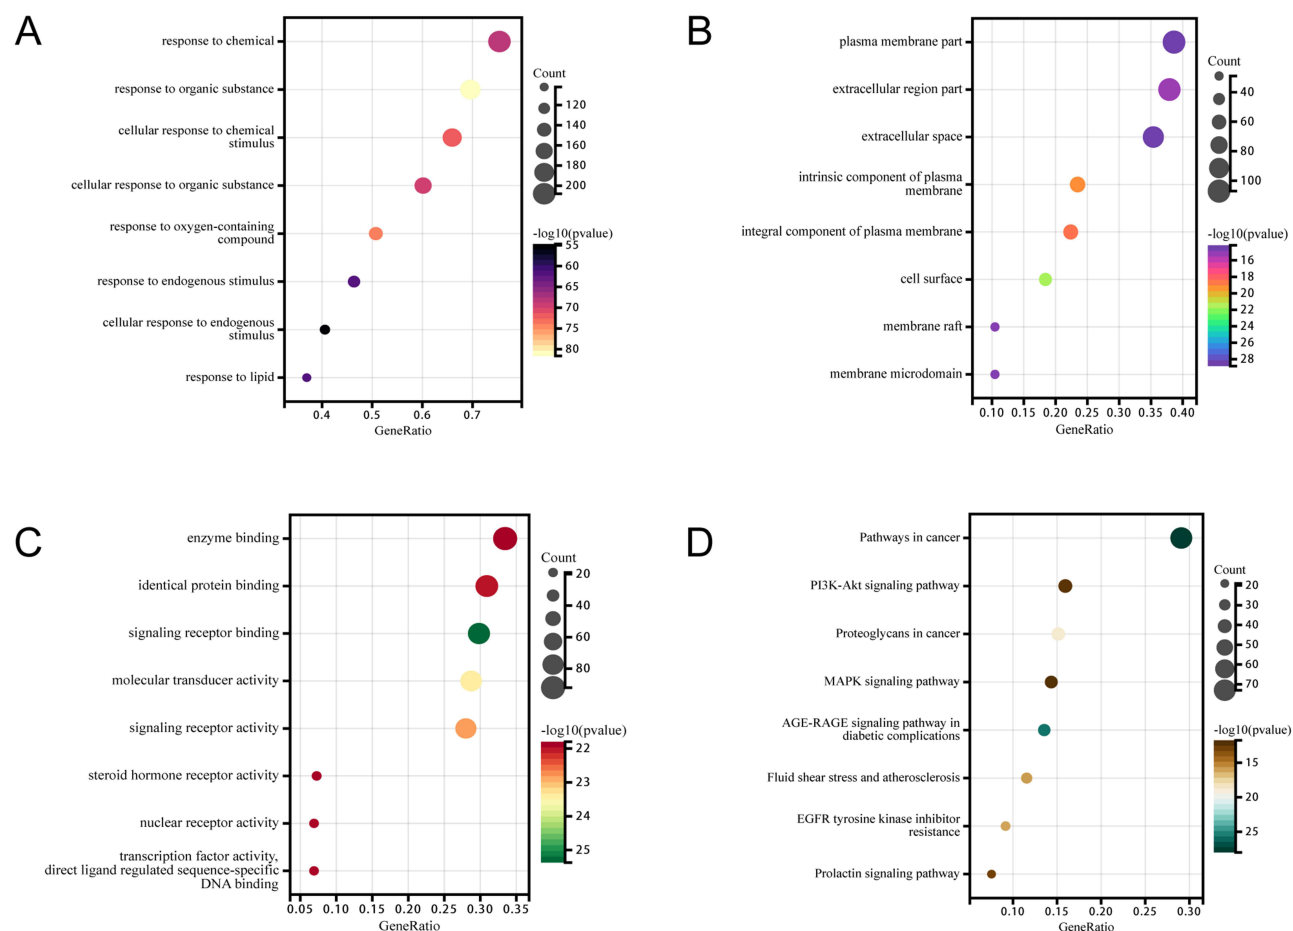 A
response to chemical
response to organic substance
cellular response to chemical
stimulus
cellular response to organic substance
response to oxygen-containing
compound
response to endogenous stimulus
cellular response to endogenous
stimulus
response to lipid
0.4 0.5 0.6 0.7
GeneRatio
Count
120
140
160
180
200
-log10(pvalue)
55
60
65
70
75
80
B
plasma membrane part
extracellular region part
extracellular space
intrinsic component of plasma
membrane
integral component of plasma membrane
cell surface
membrane raft
membrane microdomain
0.10 0.15 0.20 0.25 0.30 0.35 0.40
GeneRatio
Count
40
60
80
100
-log10(pvalue)
16
18
20
22
24
26
28
C
enzyme binding
identical protein binding
signaling receptor binding
molecular transducer activity
signaling receptor activity
steroid hormone receptor activity
nuclear receptor activity
transcription factor activity,
direct ligand regulated sequence-specific
DNA binding
0.05 0.10 0.15 0.20 0.25 0.30 0.35
GeneRatio
Count
20
40
60
80
-log10(pvalue)
22
23
24
25
D
Pathways in cancer
PI3K-Akt signaling pathway
Proteoglycans in cancer
MAPK signaling pathway
AGE-RAGE signaling pathway in
diabetic complications
Fluid shear stress and atherosclerosis
EGFR tyrosine kinase inhibitor
resistance
Prolactin signaling pathway
0.10 0.15 0.20 0.25 0.30
GeneRatio
Count
20
30
40
50
60
70
-log10(pvalue)
15
20
25